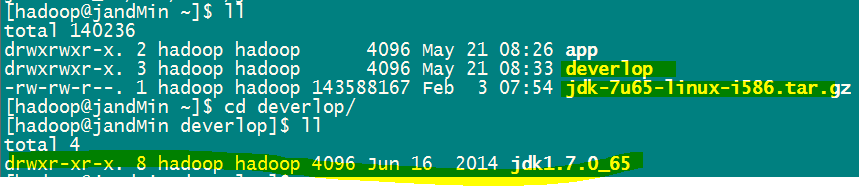 [hadoop@jandMin ~]$ ll
total 140236
drwxrwxr-x. 2 hadoop hadoop      4096 May 21 08:26 app
drwxrwxr-x. 3 hadoop hadoop      4096 May 21 08:33 deverlop
-rw-rw-r--. 1 hadoop hadoop 143588167 Feb  3 07:54 jdk-7u65-linux-i586.tar.gz
[hadoop@jandMin ~]$ cd deverlop/
[hadoop@jandMin deverlop]$ ll
total 4
drwxr-xr-x. 8 hadoop hadoop 4096 Jun 16  2014 jdk1.7.0_65